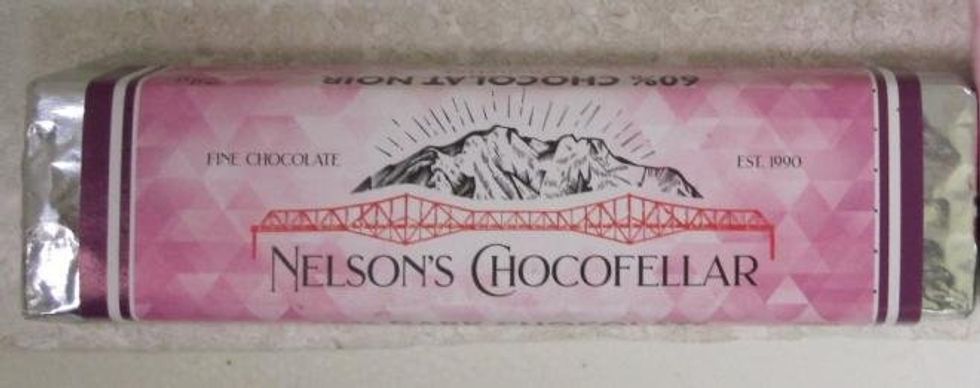 60% CHOCOLAT NOIR
FINE CHOCOLATE
EST. 1990
NELSON'S CHOCOFELLAR